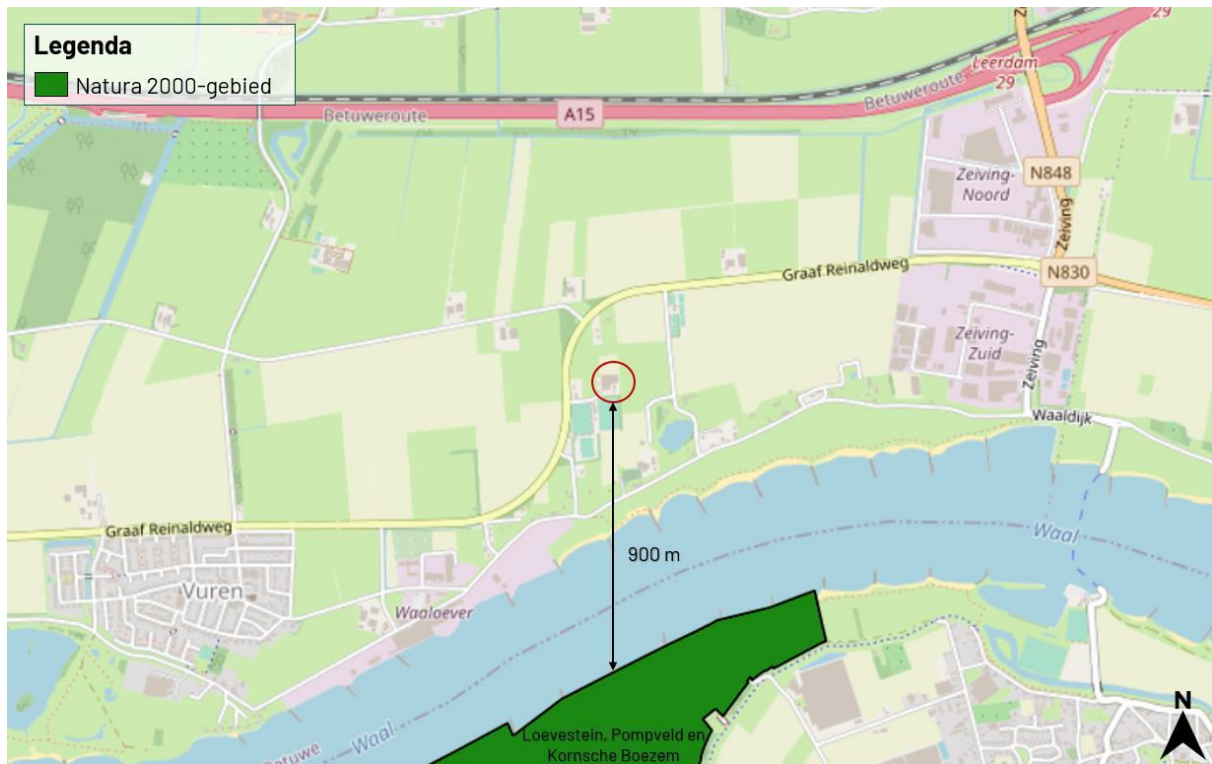 Legenda
Natura 2000-gebied
29
Leerdam
29
Betuweroute
Betuweroute
A15
Zeiving-
Noord
N848
Zeiving
Graaf Reinaldweg
N830
Zeiving-
Zuid
Zeiving
Waaldijk
Graaf Reinaldweg
Waal
900 m
Vuren
Waaloever
Loevestein, Pompveld en
Kornsche Boezem
Waal
Betuwe
N